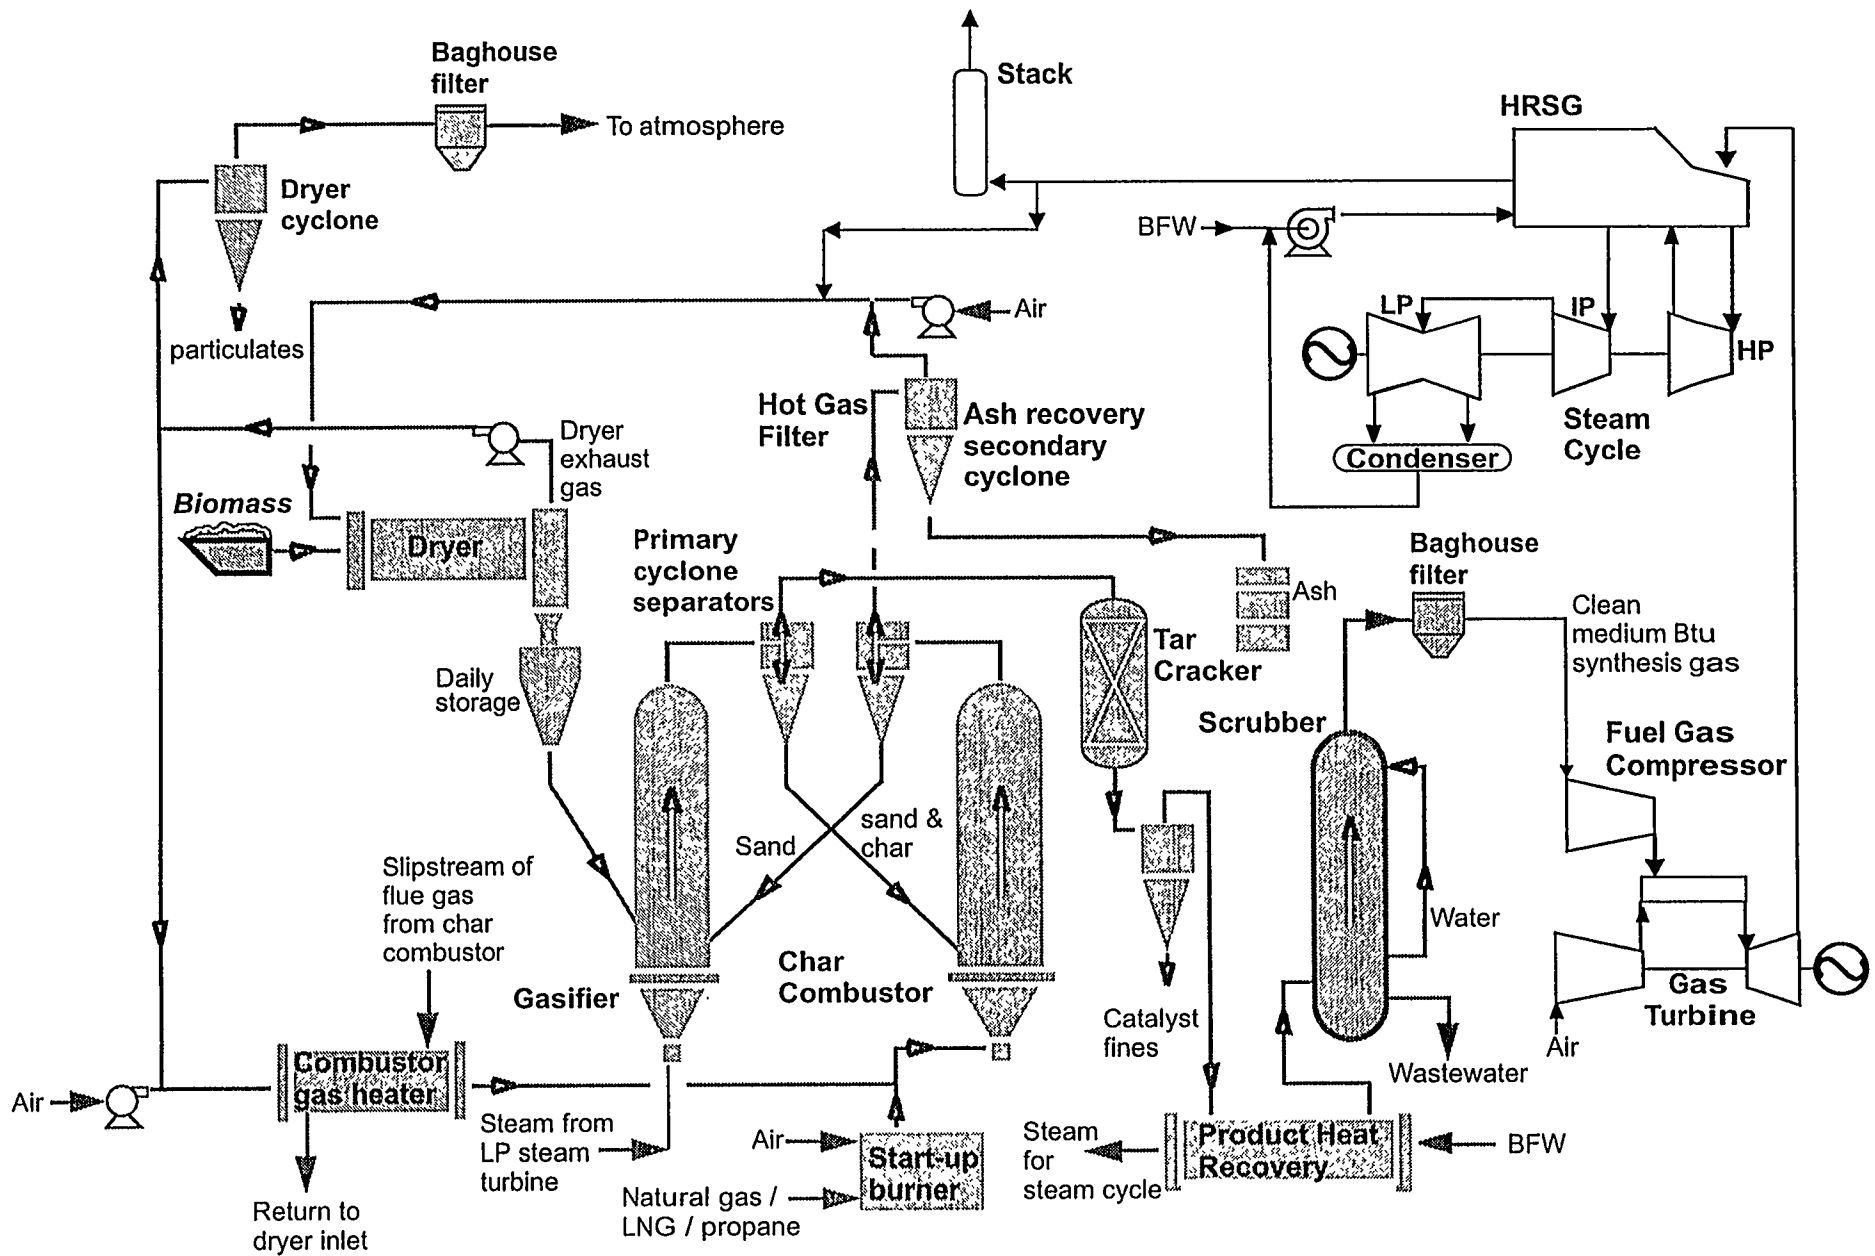 Baghouse
filter
To atmosphere
Stack
HRSG
Dryer
cyclone
BFW
particulates
Air
LP
IP
HP
Steam
Cycle
Condenser
Hot Gas
Filter
Ash recovery
secondary
cyclone
Dryer
exhaust
gas
Biomass
Dryer
Primary
cyclone
separators
Baghouse
filter
Ash
Clean
medium Btu
synthesis gas
Tar
Cracker
Daily
storage
Scrubber
Fuel Gas
Compressor
Sand
sand &
char
Slipstream of
flue gas
from char
combustor
Water
Char
Combustor
Gasifier
Gas
Turbine
Catalyst
fines
Air
Wastewater
Combustor
gas heater
Air
Steam from
LP steam
turbine
Air
Start-up
burner
Natural gas /
LNG / propane
Steam
for
steam cycle
Product Heat
Recovery
BFW
Return to
dryer inlet